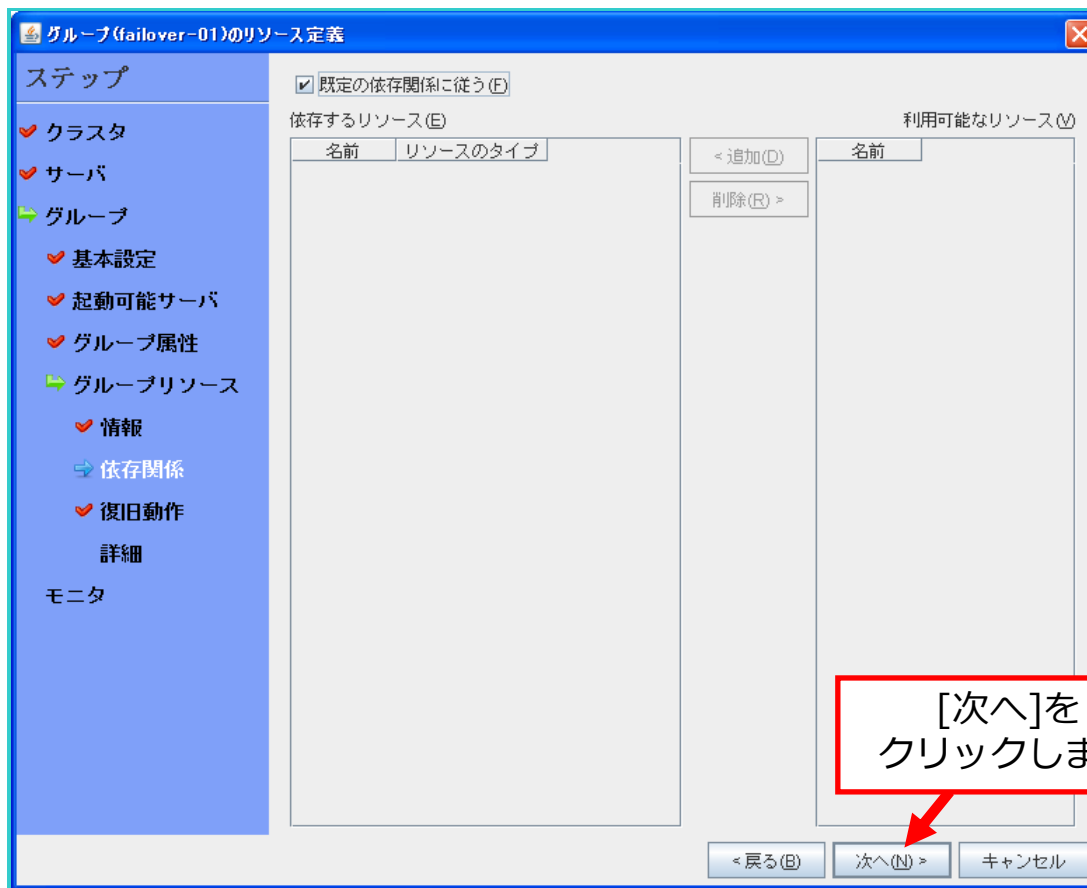 グループ(failover-01)のリソース定義
ステップ
クラスタ
サーバ
グループ
基本設定
起動可能サーバ
グループ属性
グループリソース
情報
依存関係
復旧動作
詳細
モニタ
既定の依存関係に従う(F)
依存するリソース(E)
名前 リソースのタイプ
< 追加(D)
削除(R) >
利用可能なリソース(V)
名前
[次へ]を
クリックしま
< 戻る(B) 次へ(N) > キャンセル